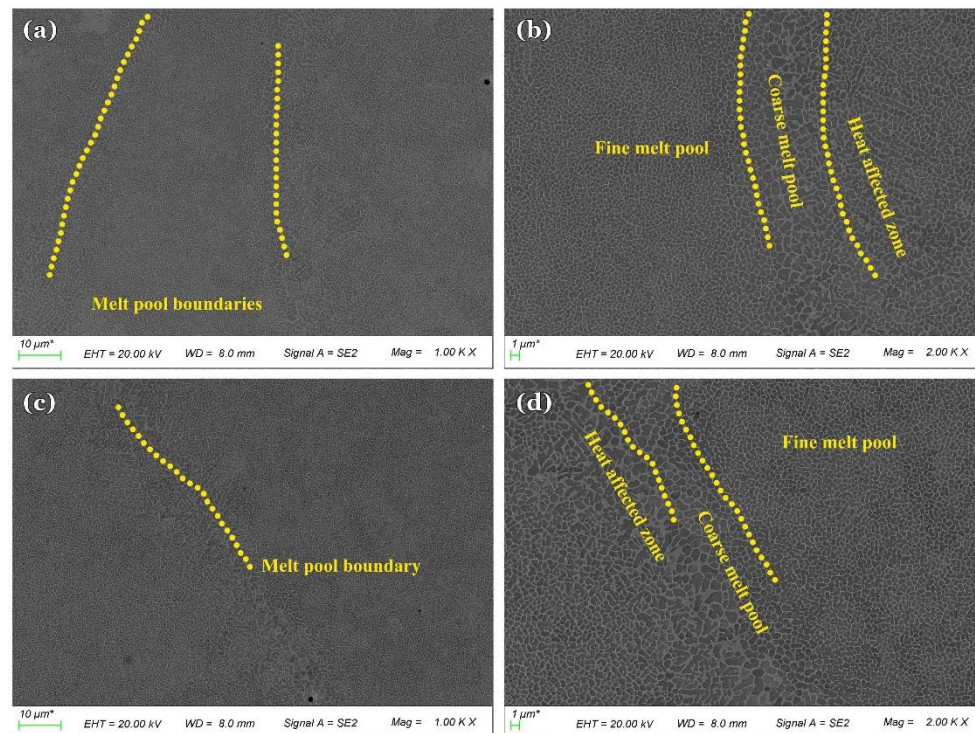 (a)
Melt pool boundaries
10 µm*
EHT = 20.00 kV WD = 8.0 mm Signal A = SE2 Mag = 1.00 K X
(b)
Fine melt pool
Coarse melt pool
Heat affected zone
1 µm*
EHT = 20.00 kV WD = 8.0 mm Signal A = SE2 Mag = 2.00 K X
(c)
Melt pool boundary
10 µm*
EHT = 20.00 kV WD = 8.0 mm Signal A = SE2 Mag = 1.00 K X
(d)
Heat affected zone
Coarse melt pool
Fine melt pool
1 µm*
EHT = 20.00 kV WD = 8.0 mm Signal A = SE2 Mag = 2.00 K X